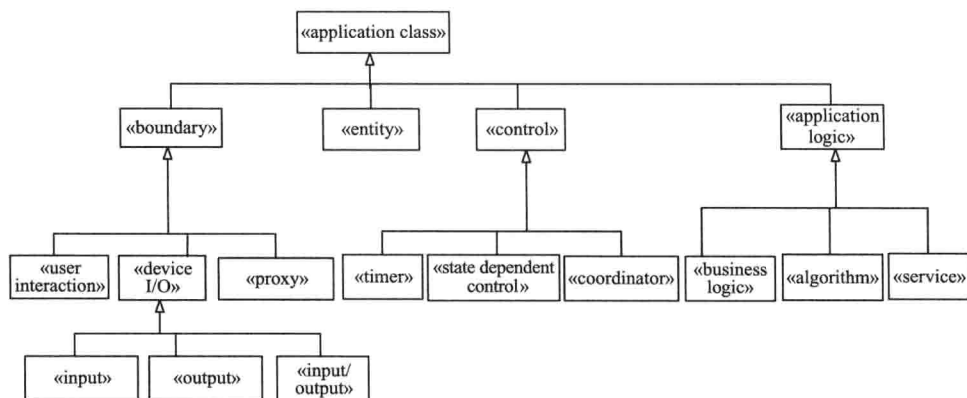 «application class»
«boundary»
«entity»
«control»
«application
logic»
«user
interaction»
«device
I/O»
«proxy»
«timer»
«state dependent
control»
«coordinator»
«business
logic»
«algorithm»
«service»
«input»
«output»
«input/
output»